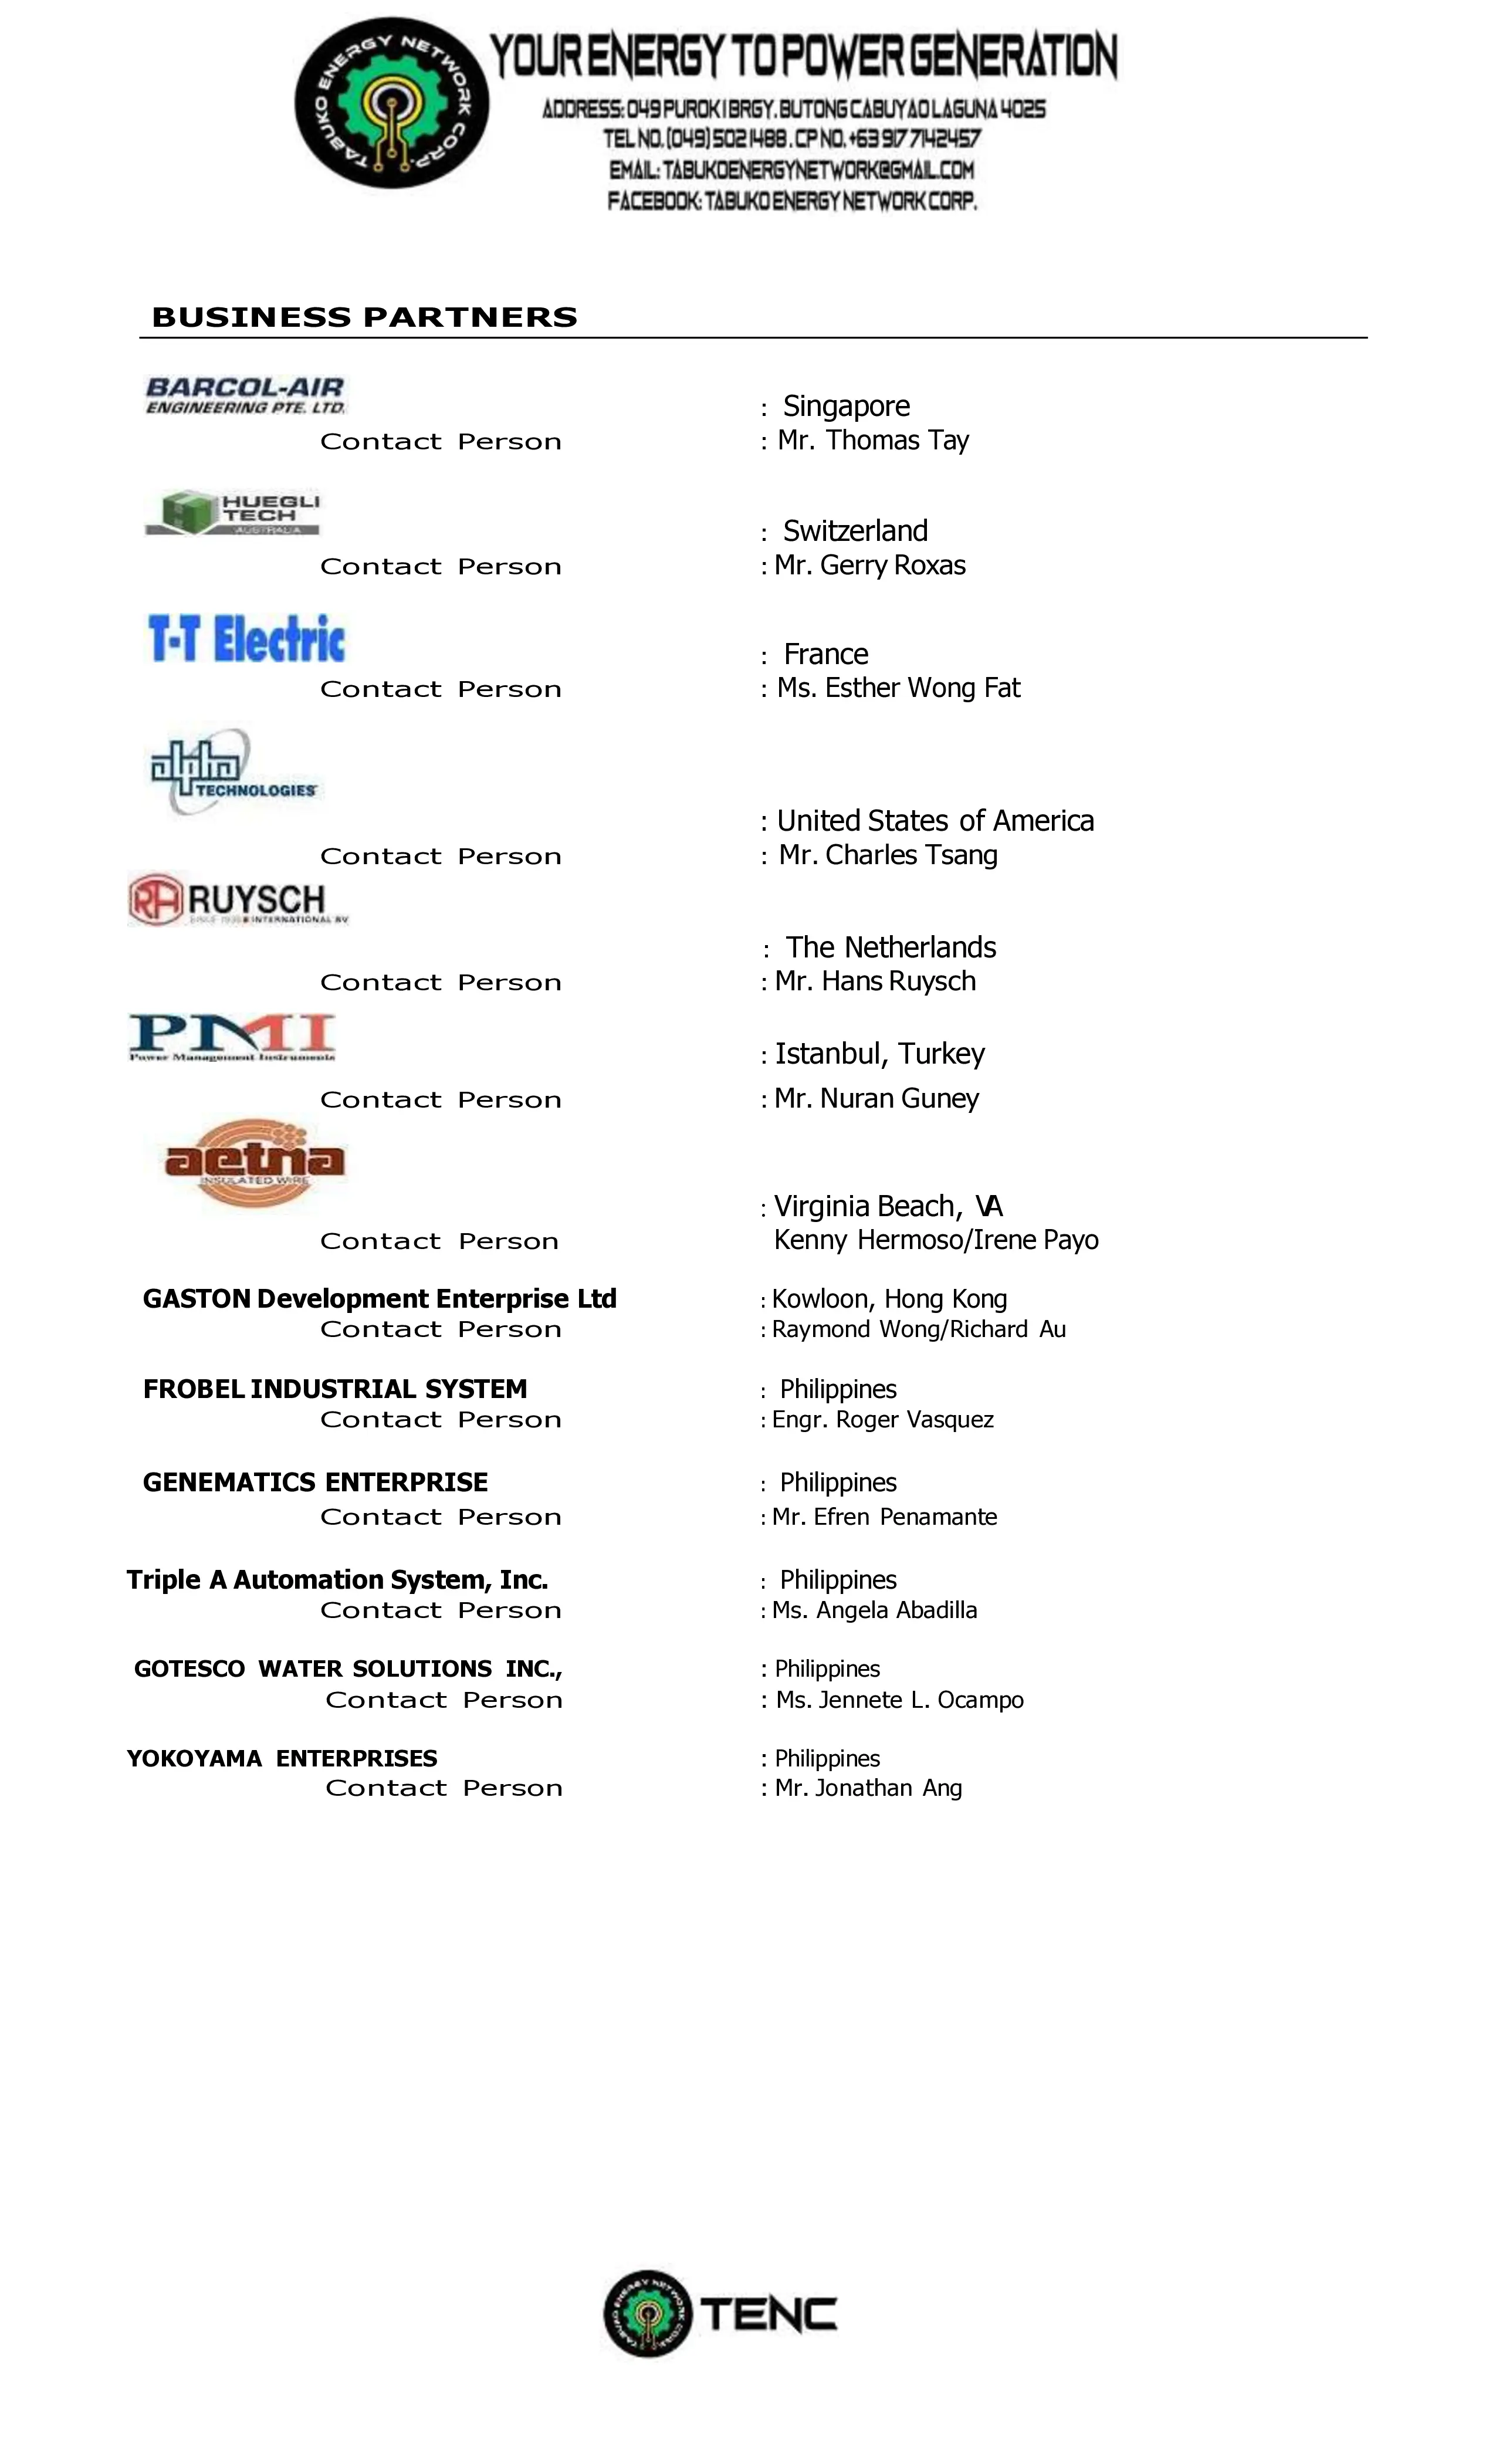 TABUKO ENERGY NETWORK CORP.
YOUR ENERGY TO POWER GENERATION
ADDRESS: 049 PUROK 1 BRGY. BUTONG CABUYAO LAGUNA 4025
TEL NO. (049) 502 1488 . CP NO. +63 917 7142457
EMAIL: TABUKOENERGYNETWORK@GMAIL.COM
FACEBOOK: TABUKO ENERGY NETWORK CORP.
BUSINESS PARTNERS
BARCOL-AIR
ENGINEERING PTE. LTD.
: Singapore
Contact Person : Mr. Thomas Tay
HUEGLI
TECH
AUSTRALIA
: Switzerland
Contact Person : Mr. Gerry Roxas
T-T Electric
: France
Contact Person : Ms. Esther Wong Fat
alpha
TECHNOLOGIES
: United States of America
Contact Person : Mr. Charles Tsang
RA RUYSCH
SINCE 1935 INTERNATIONAL BV
: The Netherlands
Contact Person : Mr. Hans Ruysch
PMI
Power Management Instruments
: Istanbul, Turkey
Contact Person : Mr. Nuran Guney
aetna
INSULATED WIRE
: Virginia Beach, VA
Contact Person Kenny Hermoso/Irene Payo
GASTON Development Enterprise Ltd : Kowloon, Hong Kong
Contact Person : Raymond Wong/Richard Au
FROBEL INDUSTRIAL SYSTEM : Philippines
Contact Person : Engr. Roger Vasquez
GENEMATICS ENTERPRISE : Philippines
Contact Person : Mr. Efren Penamante
Triple A Automation System, Inc. : Philippines
Contact Person : Ms. Angela Abadilla
GOTESCO WATER SOLUTIONS INC., : Philippines
Contact Person : Ms. Jennete L. Ocampo
YOKOYAMA ENTERPRISES : Philippines
Contact Person : Mr. Jonathan Ang
TABUKO ENERGY NETWORK CORP.
TENC